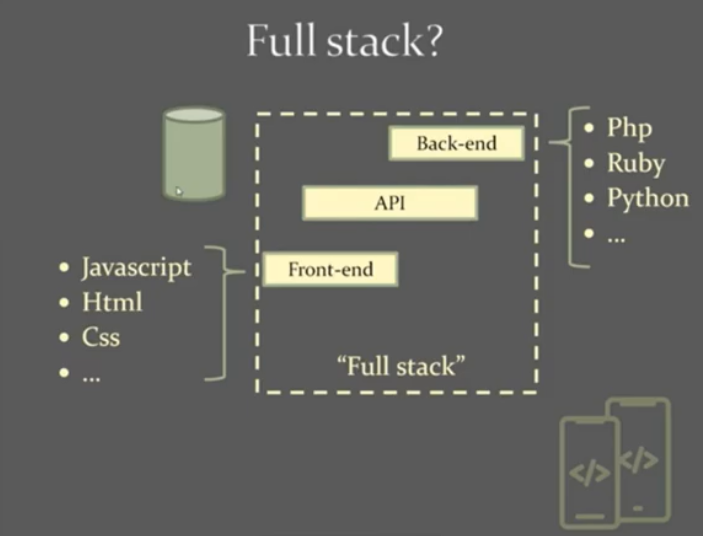 Full stack?
Back-end
API
Front-end
"Full stack"
• Php
• Ruby
• Python
• ...
• Javascript
• Html
• Css
• ...
</>
</>